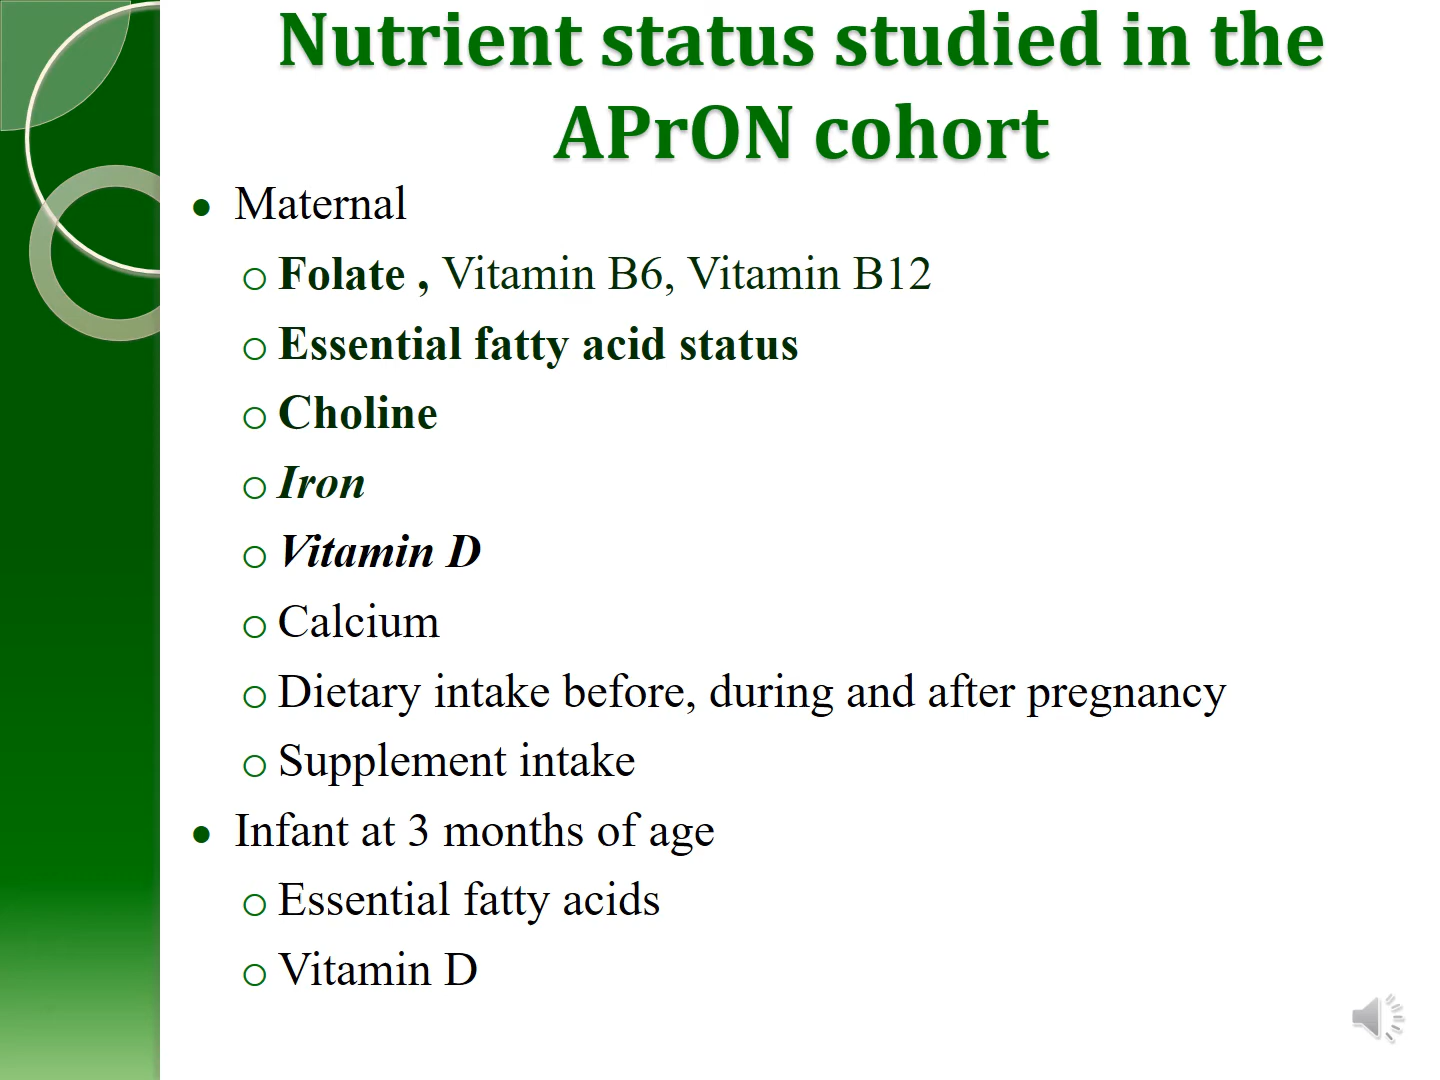 Nutrient status studied in the
APrON cohort
Maternal
Folate , Vitamin B6, Vitamin B12
Essential fatty acid status
Choline
Iron
Vitamin D
Calcium
Dietary intake before, during and after pregnancy
Supplement intake
Infant at 3 months of age
Essential fatty acids
Vitamin D